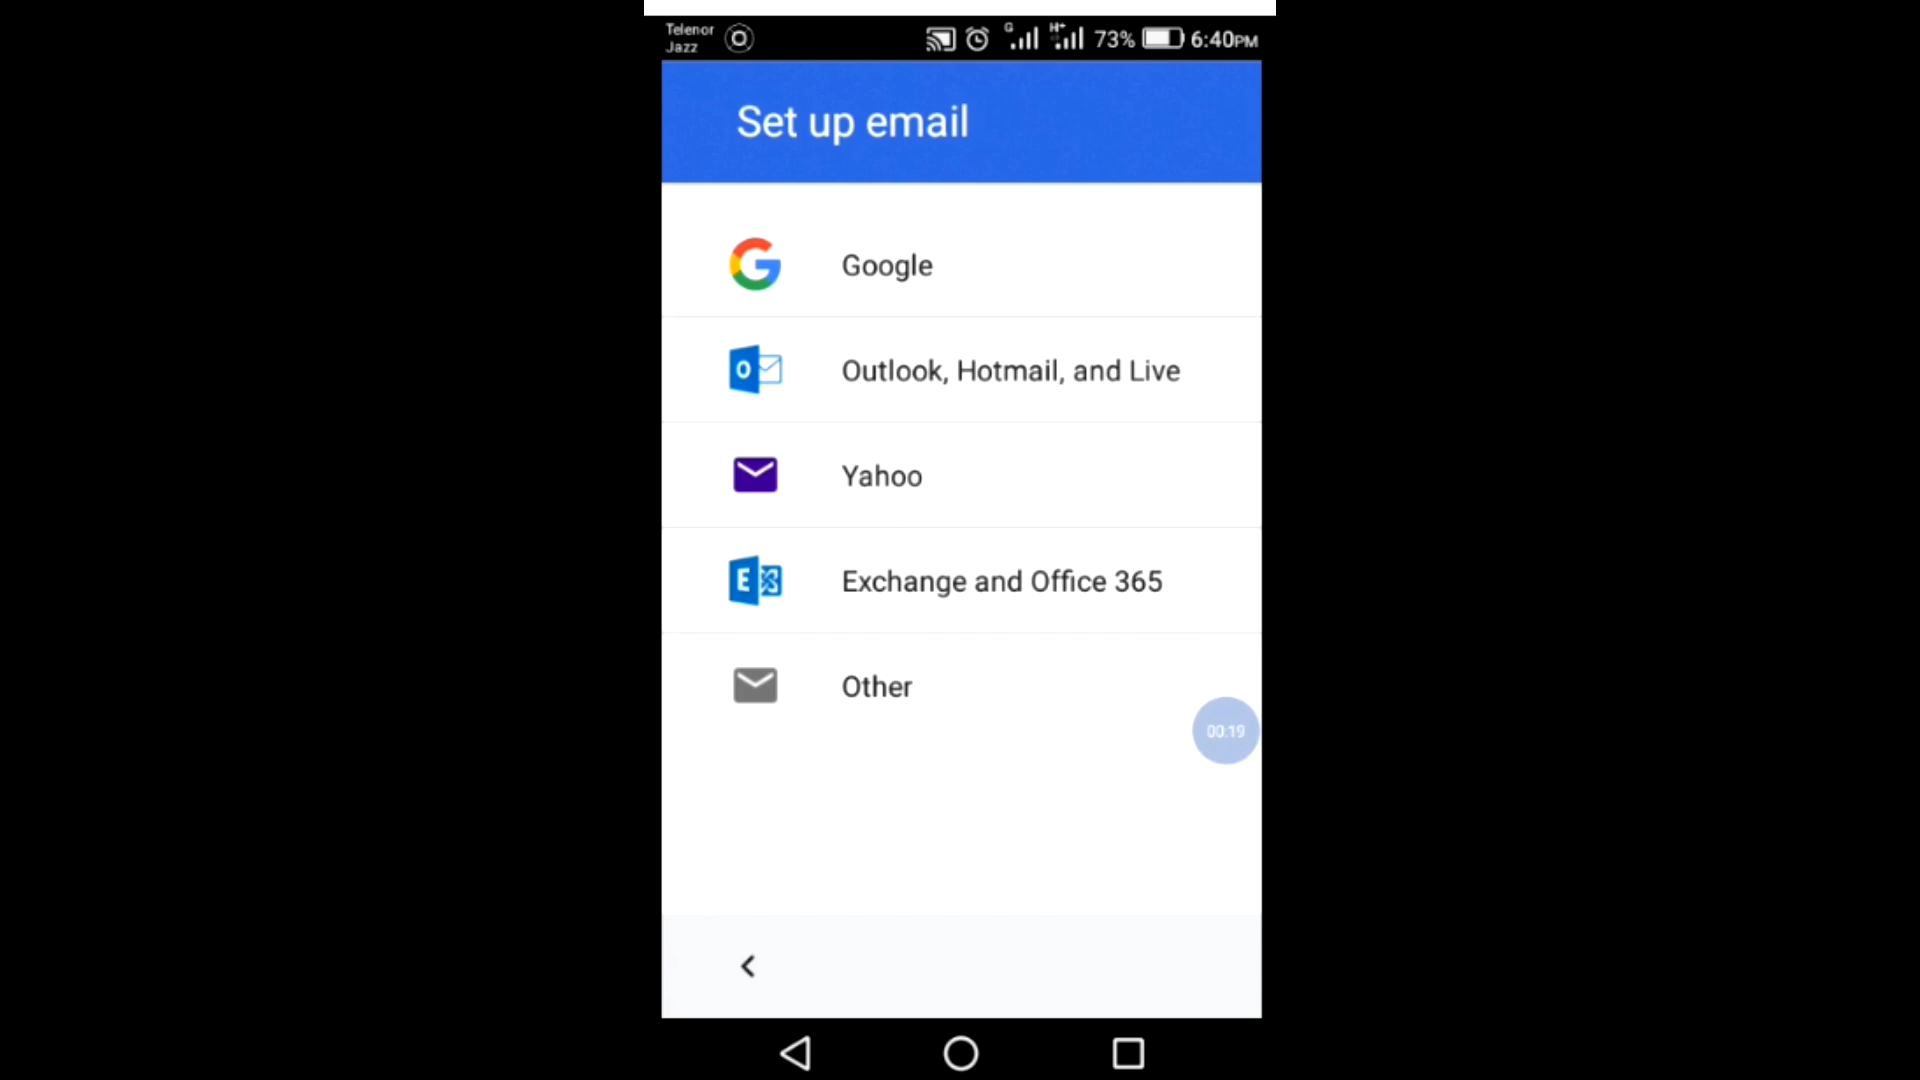 Telenor
Jazz
G H+ 73% 6:40PM
Set up email
Google
Outlook, Hotmail, and Live
Yahoo
Exchange and Office 365
Other
00:19